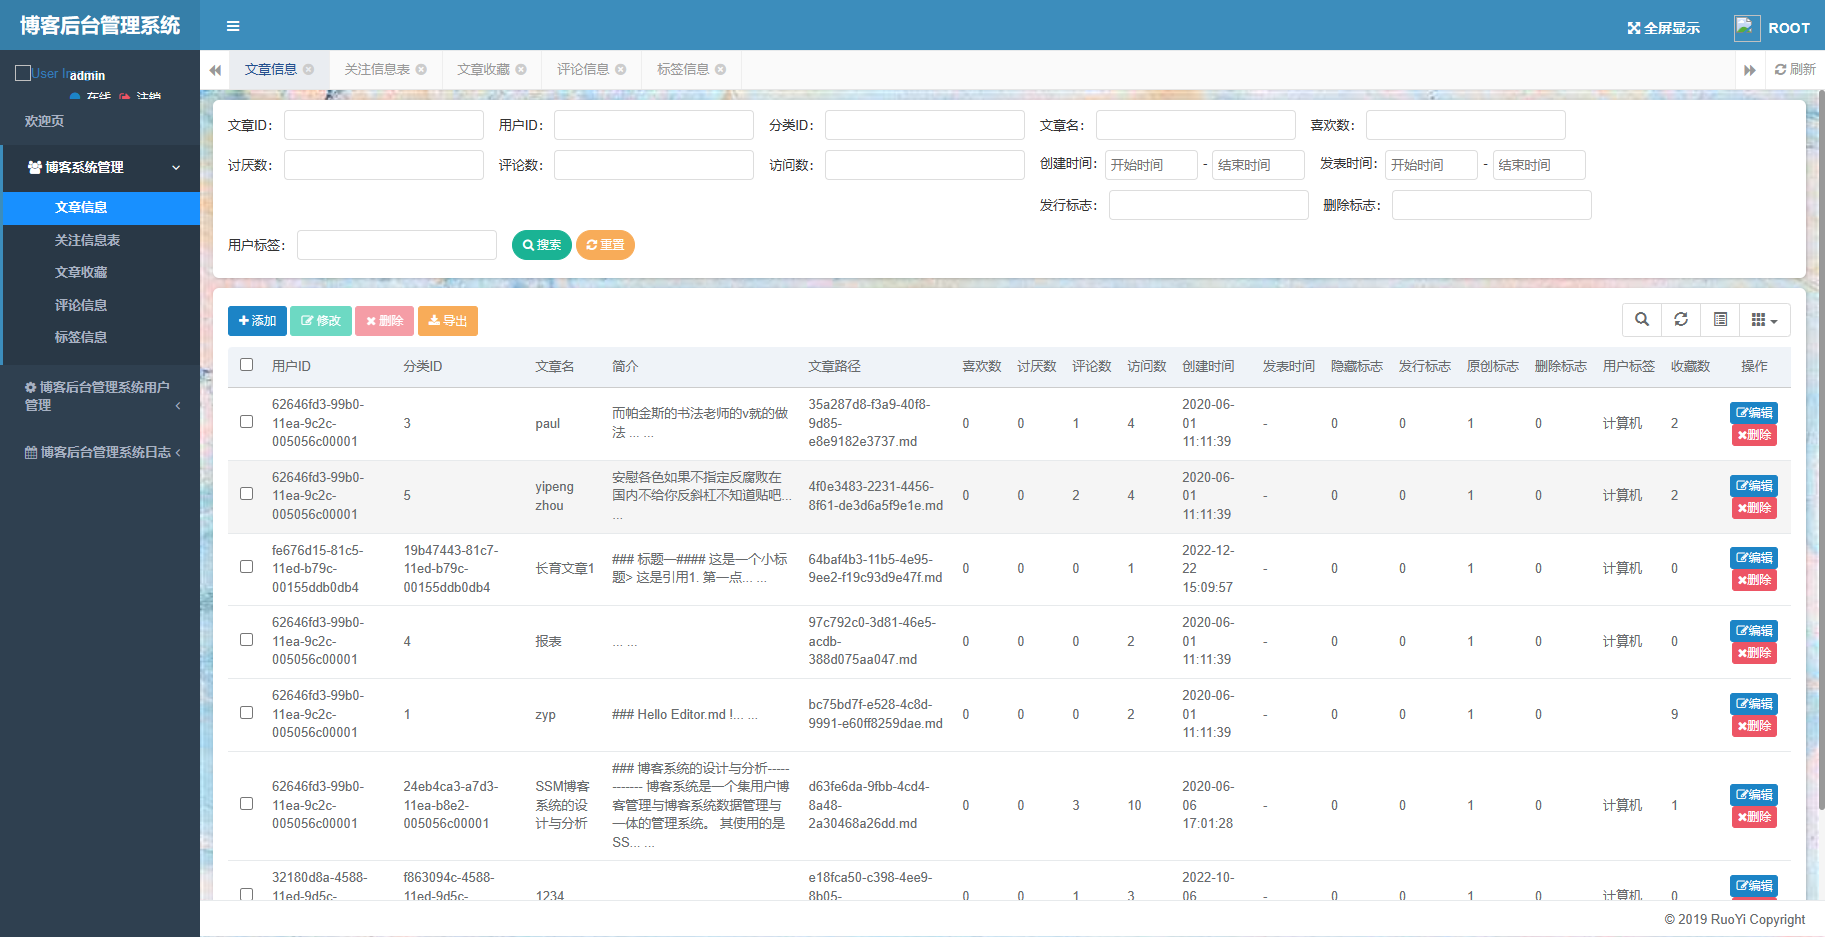 博客后台管理系统
全屏显示
ROOT
admin
在线 注销
欢迎页
博客系统管理
文章信息
关注信息表
文章收藏
评论信息
标签信息
博客后台管理系统用户
管理
博客后台管理系统日志
文章信息 关注信息表 文章收藏 评论信息 标签信息 刷新
文章ID： 用户ID： 分类ID： 文章名： 喜欢数：
讨厌数： 评论数： 访问数： 创建时间： 开始时间 - 结束时间 发表时间： 开始时间 - 结束时间
发行标志： 删除标志：
用户标签： 搜索 重置
添加 修改 删除 导出
用户ID 分类ID 文章名 简介 文章路径 喜欢数 讨厌数 评论数 访问数 创建时间 发表时间 隐藏标志 发行标志 原创标志 删除标志 用户标签 收藏数 操作
62646fd3-99b0-
11ea-9c2c-
005056c00001
3
paul
而帕金斯的书法老师的v就的做
法 ... ...
35a287d8-f3a9-40f8-
9d85-
e8e9182e3737.md
0 0 1 4
2020-06-
01
11:11:39
- 0 0 1 0 计算机 2
编辑
删除
62646fd3-99b0-
11ea-9c2c-
005056c00001
5
yipeng
zhou
安慰各色如果不指定反腐败在
国内不给你反斜杠不知道贴吧...
...
4f0e3483-2231-4456-
8f61-de3d6a5f9e1e.md
0 0 2 4
2020-06-
01
11:11:39
- 0 0 1 0 计算机 2
编辑
删除
fe676d15-81c5-
11ed-b79c-
00155ddb0db4
19b47443-81c7-
11ed-b79c-
00155ddb0db4
长育文章1
### 标题一#### 这是一个小标
题> 这是引用1. 第一点... ...
64baf4b3-11b5-4e95-
9ee2-f19c93d9e47f.md
0 0 0 1
2022-12-
22
15:09:57
- 0 0 1 0 计算机 0
编辑
删除
62646fd3-99b0-
11ea-9c2c-
005056c00001
4
报表
... ...
97c792c0-3d81-46e5-
acdb-
388d075aa047.md
0 0 0 2
2020-06-
01
11:11:39
- 0 0 1 0 计算机 0
编辑
删除
62646fd3-99b0-
11ea-9c2c-
005056c00001
1
zyp
### Hello Editor.md !... ...
bc75bd7f-e528-4c8d-
9991-e60ff8259dae.md
0 0 0 2
2020-06-
01
11:11:39
- 0 0 1 0 9
编辑
删除
62646fd3-99b0-
11ea-9c2c-
005056c00001
24eb4ca3-a7d3-
11ea-b8e2-
005056c00001
SSM博客
系统的设
计与分析
### 博客系统的设计与分析-----
------------ 博客系统是一个集用户博
客管理与博客系统数据管理与
一体的管理系统。 其使用的是
SS... ...
d63fe6da-9fbb-4cd4-
8a48-
2a30468a26dd.md
0 0 3 10
2020-06-
06
17:01:28
- 0 0 1 0 计算机 1
编辑
删除
32180d8a-4588-
11ed-9d5c-
f863094c-4588-
11ed-9d5c-
1234
e18fca50-c398-4ee9-
8b05-
0 0 1 3
2022-10-
06
- 0 0 1 0 计算机 0
编辑
© 2019 RuoYi Copyright